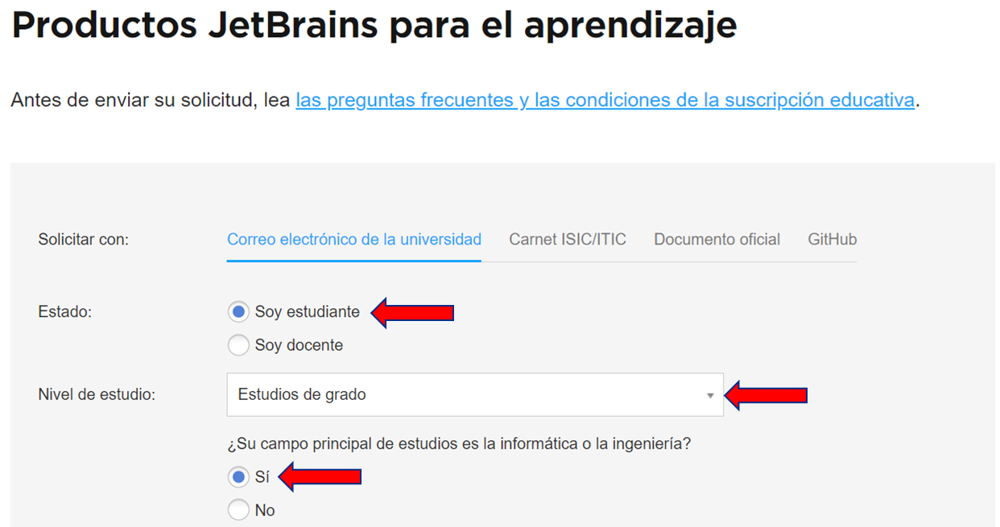 Productos JetBrains para el aprendizaje
Antes de enviar su solicitud, lea las preguntas frecuentes y las condiciones de la suscripción educativa.
Solicitar con: Correo electrónico de la universidad Carnet ISIC/ITIC Documento oficial GitHub
Estado: Soy estudiante
Soy docente
Nivel de estudio: Estudios de grado
¿Su campo principal de estudios es la informática o la ingeniería?
Sí
No